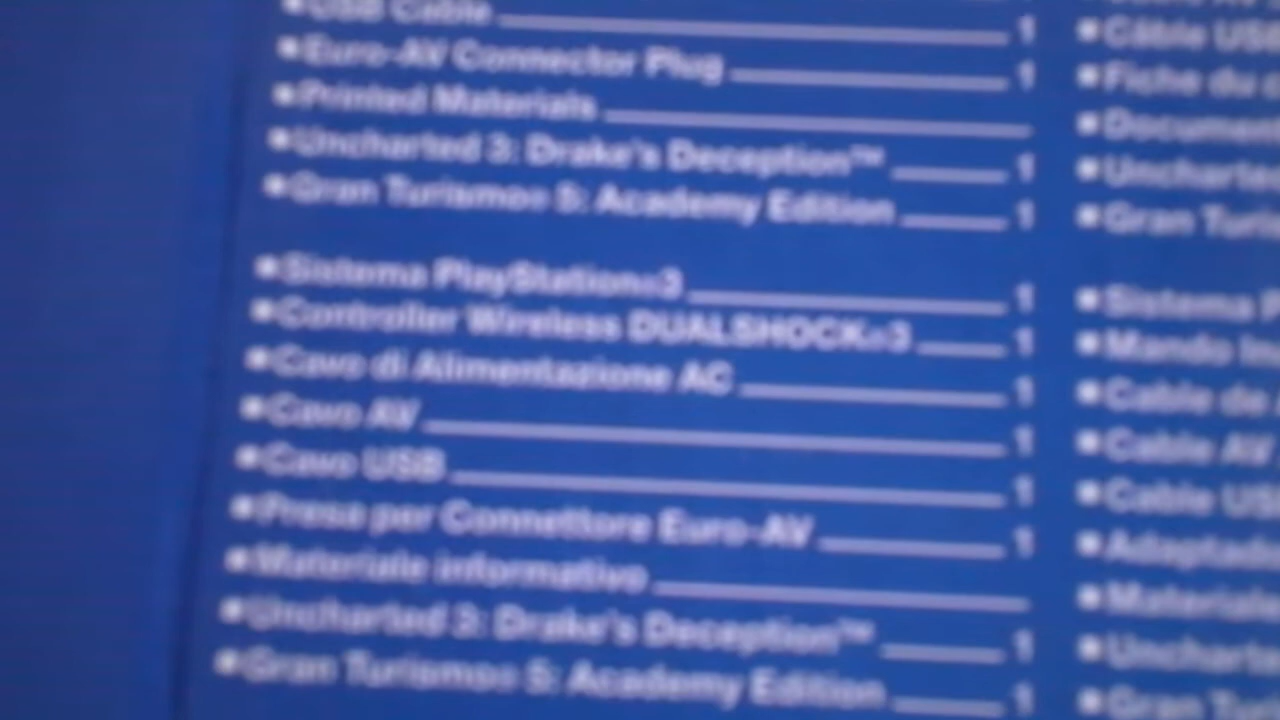 USB Cable 1
Euro-AV Connector Plug 1
Printed Materials
Uncharted 3: Drake's Deception™ 1
Gran Turismo® 5: Academy Edition 1
Sistema PlayStation®3 1
Controller Wireless DUALSHOCK®3 1
Cavo di Alimentazione AC 1
Cavo AV 1
Cavo USB 1
Presa per Connettore Euro-AV 1
Materiale informativo
Uncharted 3: Drake's Deception™ 1
Gran Turismo® 5: Academy Edition 1
Câble USB
Fiche du
Documen
Uncharted
Gran Turis
Sistema P
Mando In
Cable de
Cable AV
Cable US
Adaptado
Materiale
Uncharte
Gran Turi